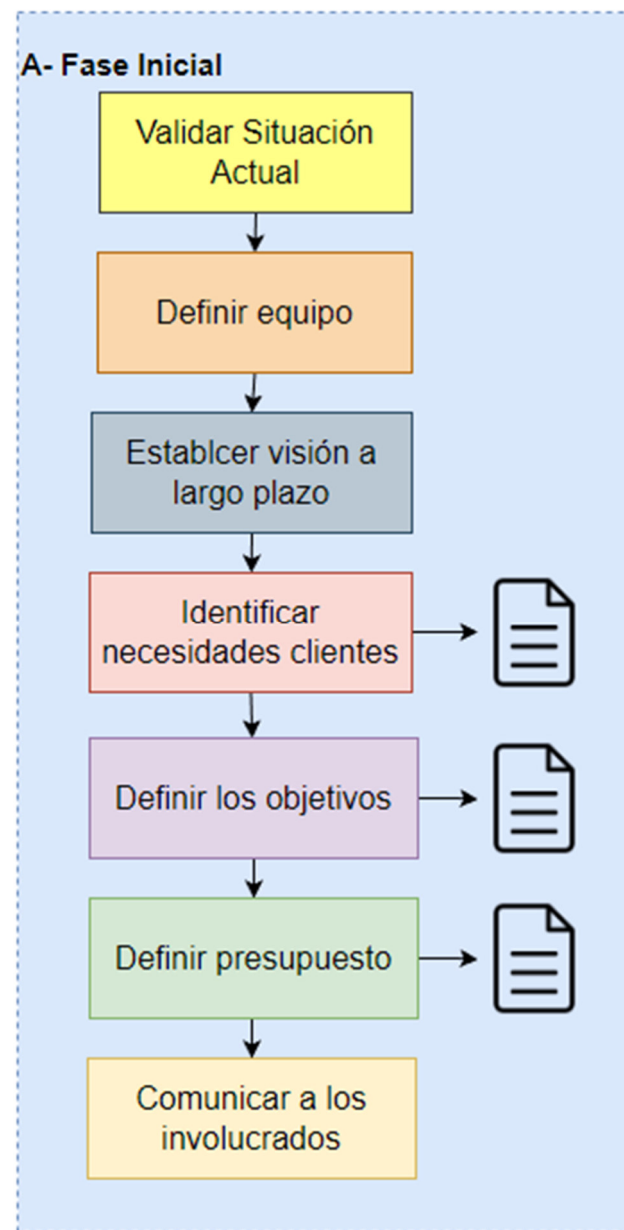 A- Fase Inicial
Validar Situación
Actual
Definir equipo
Establcer visión a
largo plazo
Identificar
necesidades clientes
Definir los objetivos
Definir presupuesto
Comunicar a los
involucrados